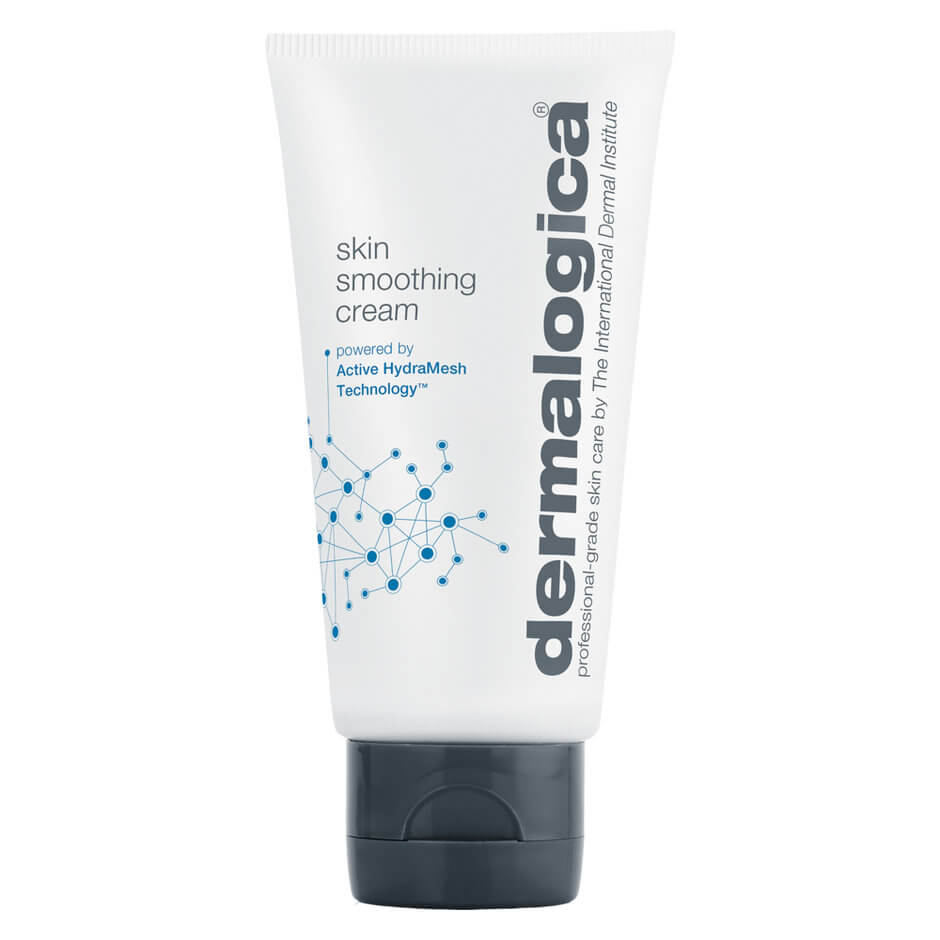 skin
smoothing
cream
powered by
Active HydraMesh
Technology™
dermalogica®
professional-grade skin care by The International Dermal Institute